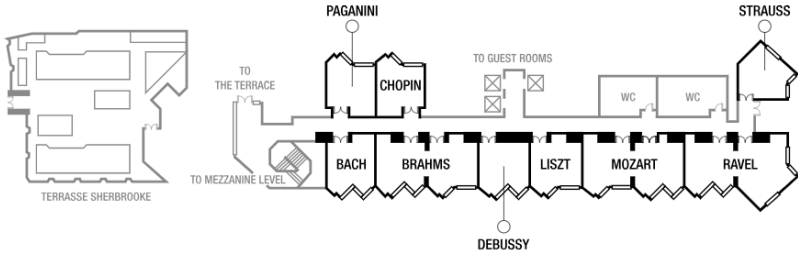 PAGANINI
STRAUSS
TO
THE TERRACE
CHOPIN
TO GUEST ROOMS
WC
WC
BACH
BRAHMS
LISZT
MOZART
RAVEL
TO MEZZANINE LEVEL
TERRASSE SHERBROOKE
DEBUSSY